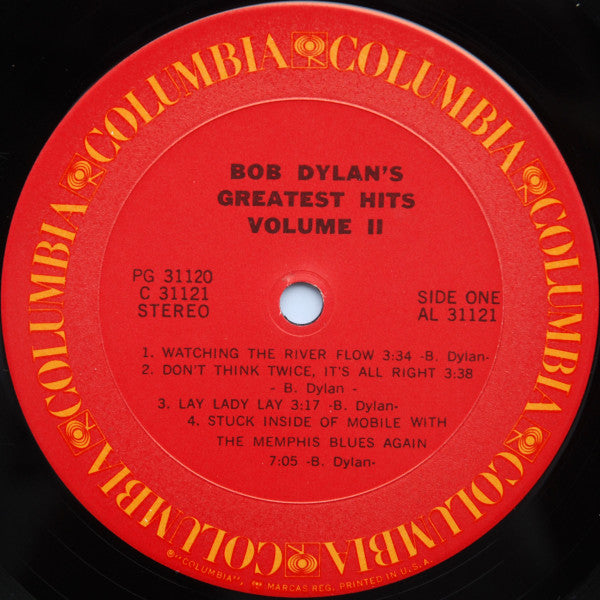 COLUMBIA COLUMBIA COLUMBIA COLUMBIA COLUMBIA COLUMBIA
BOB DYLAN'S
GREATEST HITS
VOLUME II
PG 31120
C 31121
STEREO
SIDE ONE
AL 31121
1. WATCHING THE RIVER FLOW 3:34 -B. Dylan-
2. DON'T THINK TWICE, IT'S ALL RIGHT 3:38
- B. Dylan -
3. LAY LADY LAY 3:17 -B. Dylan-
4. STUCK INSIDE OF MOBILE WITH
THE MEMPHIS BLUES AGAIN
7:05 -B. Dylan-
® "COLUMBIA", MARCAS REG. PRINTED IN U.S.A.